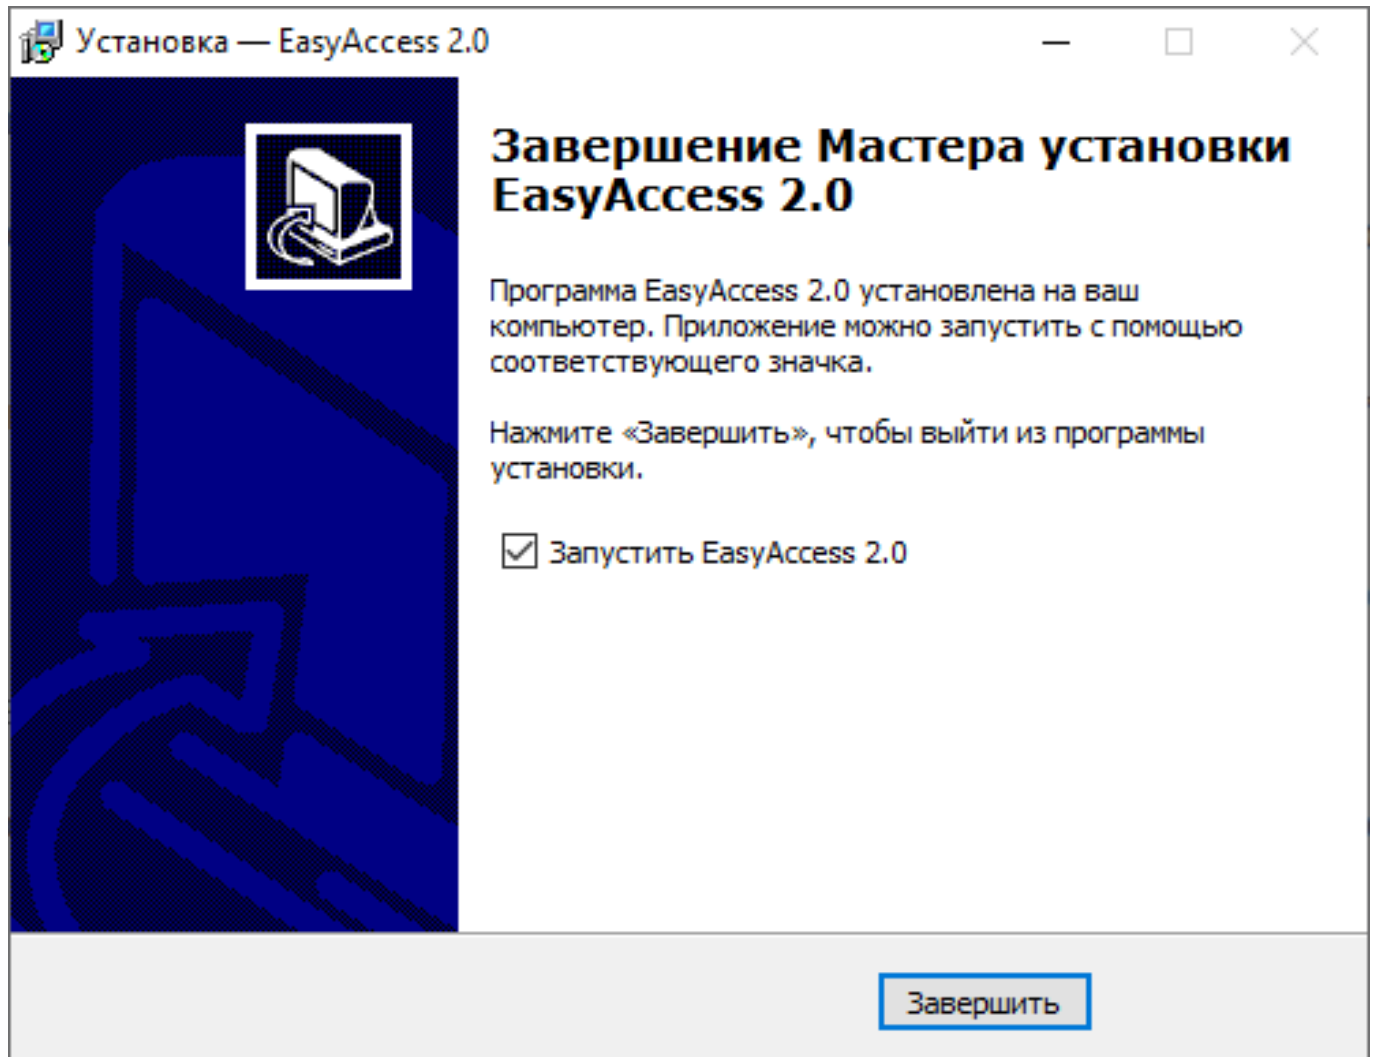 Установка — EasyAccess 2.0
Завершение Мастера установки
EasyAccess 2.0
Программа EasyAccess 2.0 установлена на ваш
компьютер. Приложение можно запустить с помощью
соответствующего значка.
Нажмите «Завершить», чтобы выйти из программы
установки.
Запустить EasyAccess 2.0
Завершить